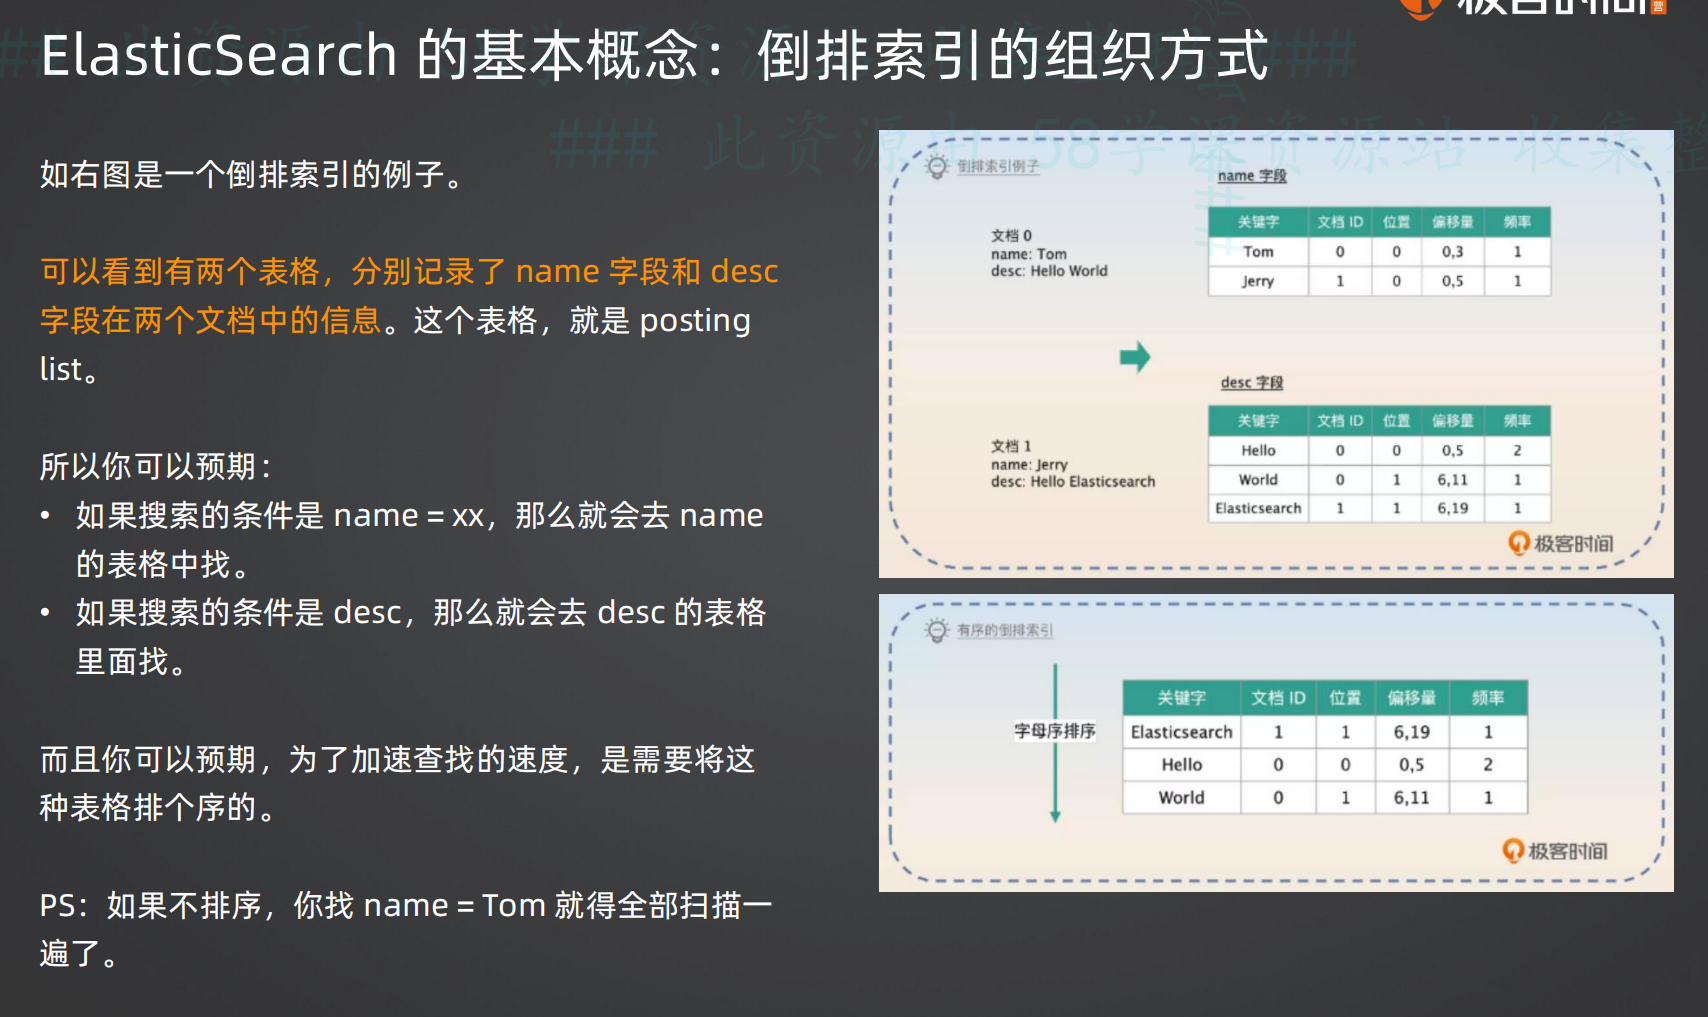 ElasticSearch 的基本概念：倒排索引的组织方式
### 此资源由 58学课资源站 收集整
如右图是一个倒排索引的例子。
可以看到有两个表格，分别记录了 name 字段和 desc
字段在两个文档中的信息。这个表格，就是 posting
list。
所以你可以预期：
• 如果搜索的条件是 name = xx，那么就会去 name
的表格中找。
• 如果搜索的条件是 desc，那么就会去 desc 的表格
里面找。
而且你可以预期，为了加速查找的速度，是需要将这
种表格排个序的。
PS：如果不排序，你找 name = Tom 就得全部扫描一
遍了。
倒排索引例子
文档 0
name: Tom
desc: Hello World
文档 1
name: Jerry
desc: Hello Elasticsearch
name 字段
关键字 文档 ID 位置 偏移量 频率
Tom 0 0 0,3 1
Jerry 1 0 0,5 1
desc 字段
关键字 文档 ID 位置 偏移量 频率
Hello 0 0 0,5 2
World 0 1 6,11 1
Elasticsearch 1 1 6,19 1
极客时间
有序的倒排索引
字母序排序
关键字 文档 ID 位置 偏移量 频率
Elasticsearch 1 1 6,19 1
Hello 0 0 0,5 2
World 0 1 6,11 1
极客时间